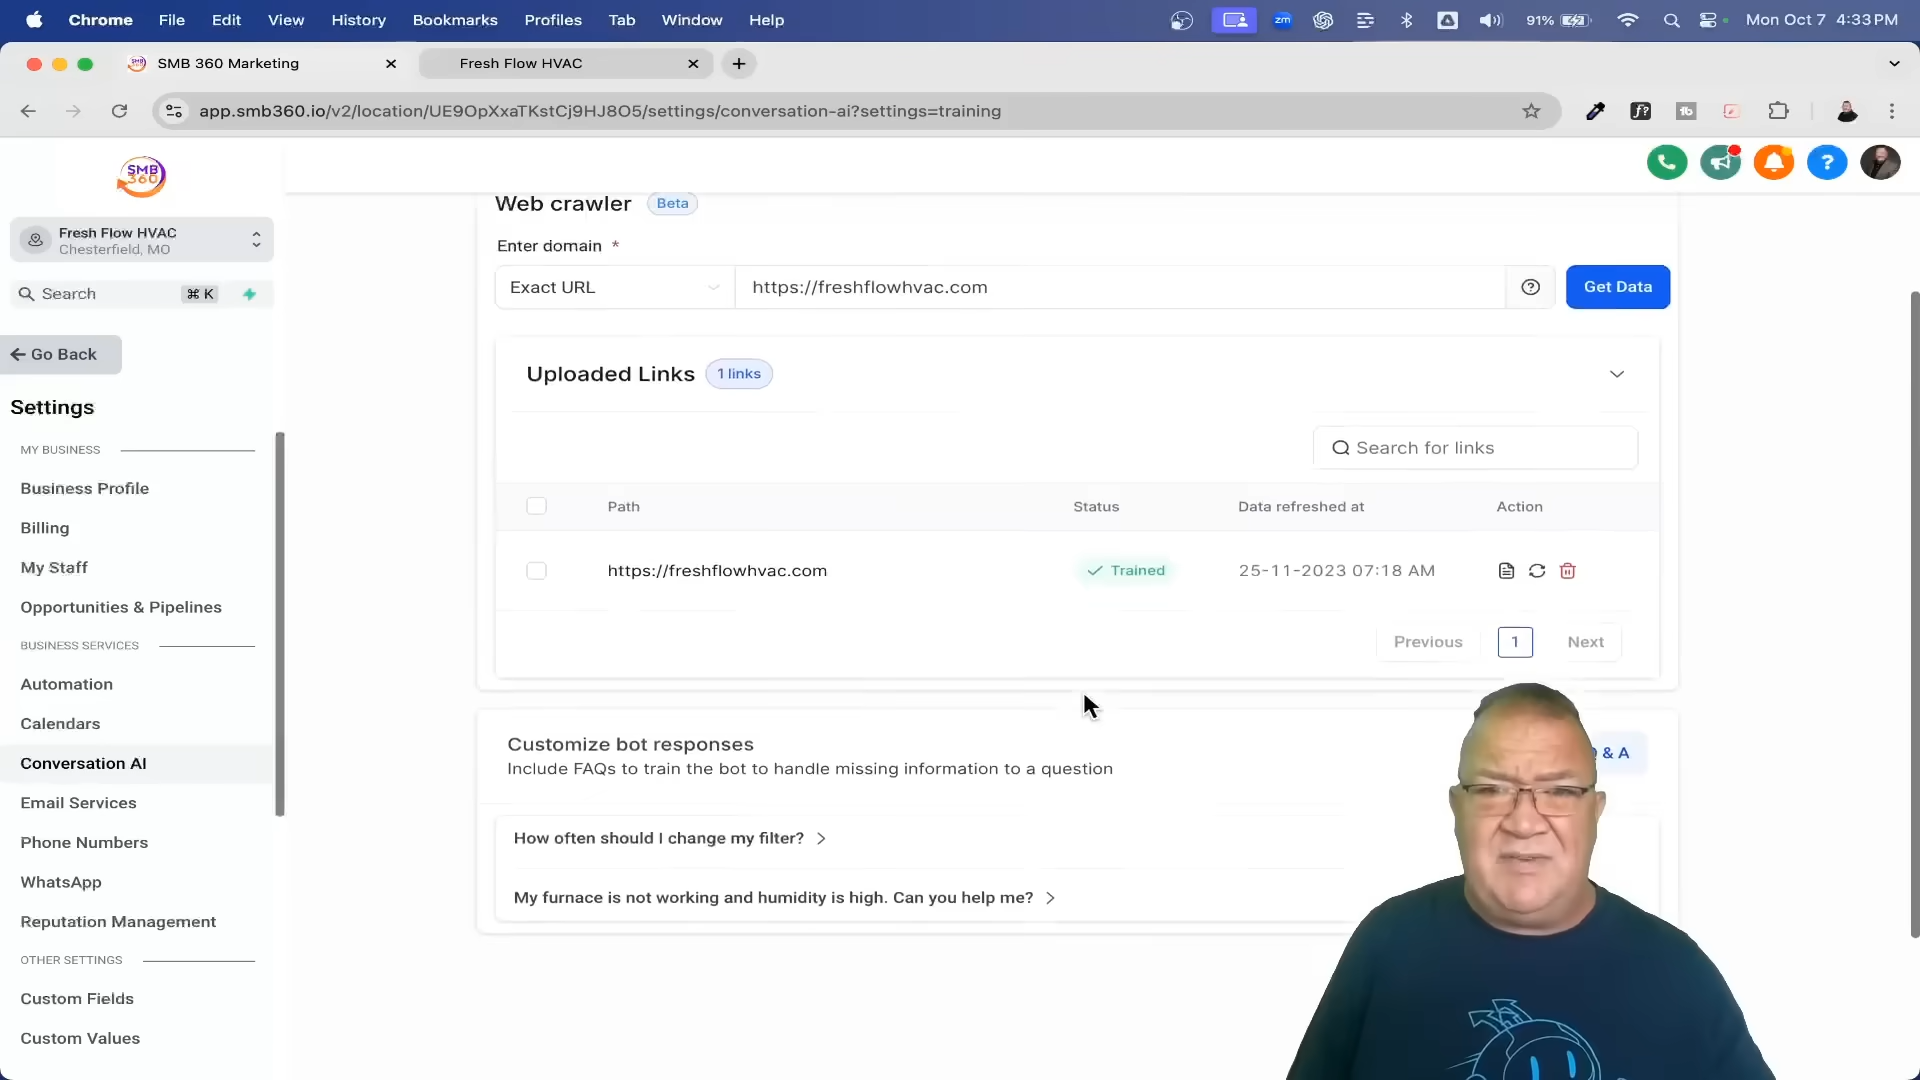 Chrome File Edit View History Bookmarks Profiles Tab Window Help zm 91% Mon Oct 7 4:33 PM
SMB 360 Marketing
Fresh Flow HVAC
app.smb360.io/v2/location/UE9OpXxaTKstCj9HJ8O5/settings/conversation-ai?settings=training
SMB
360
Fresh Flow HVAC
Chesterfield, MO
Search ⌘ K
Go Back
Settings
MY BUSINESS
Business Profile
Billing
My Staff
Opportunities & Pipelines
BUSINESS SERVICES
Automation
Calendars
Conversation AI
Email Services
Phone Numbers
WhatsApp
Reputation Management
OTHER SETTINGS
Custom Fields
Custom Values
Web crawler Beta
Enter domain *
Exact URL https://freshflowhvac.com Get Data
Uploaded Links 1 links
Search for links
Path Status Data refreshed at Action
https://freshflowhvac.com Trained 25-11-2023 07:18 AM
Previous 1 Next
Customize bot responses
Include FAQs to train the bot to handle missing information to a question
& A
How often should I change my filter?
My furnace is not working and humidity is high. Can you help me?